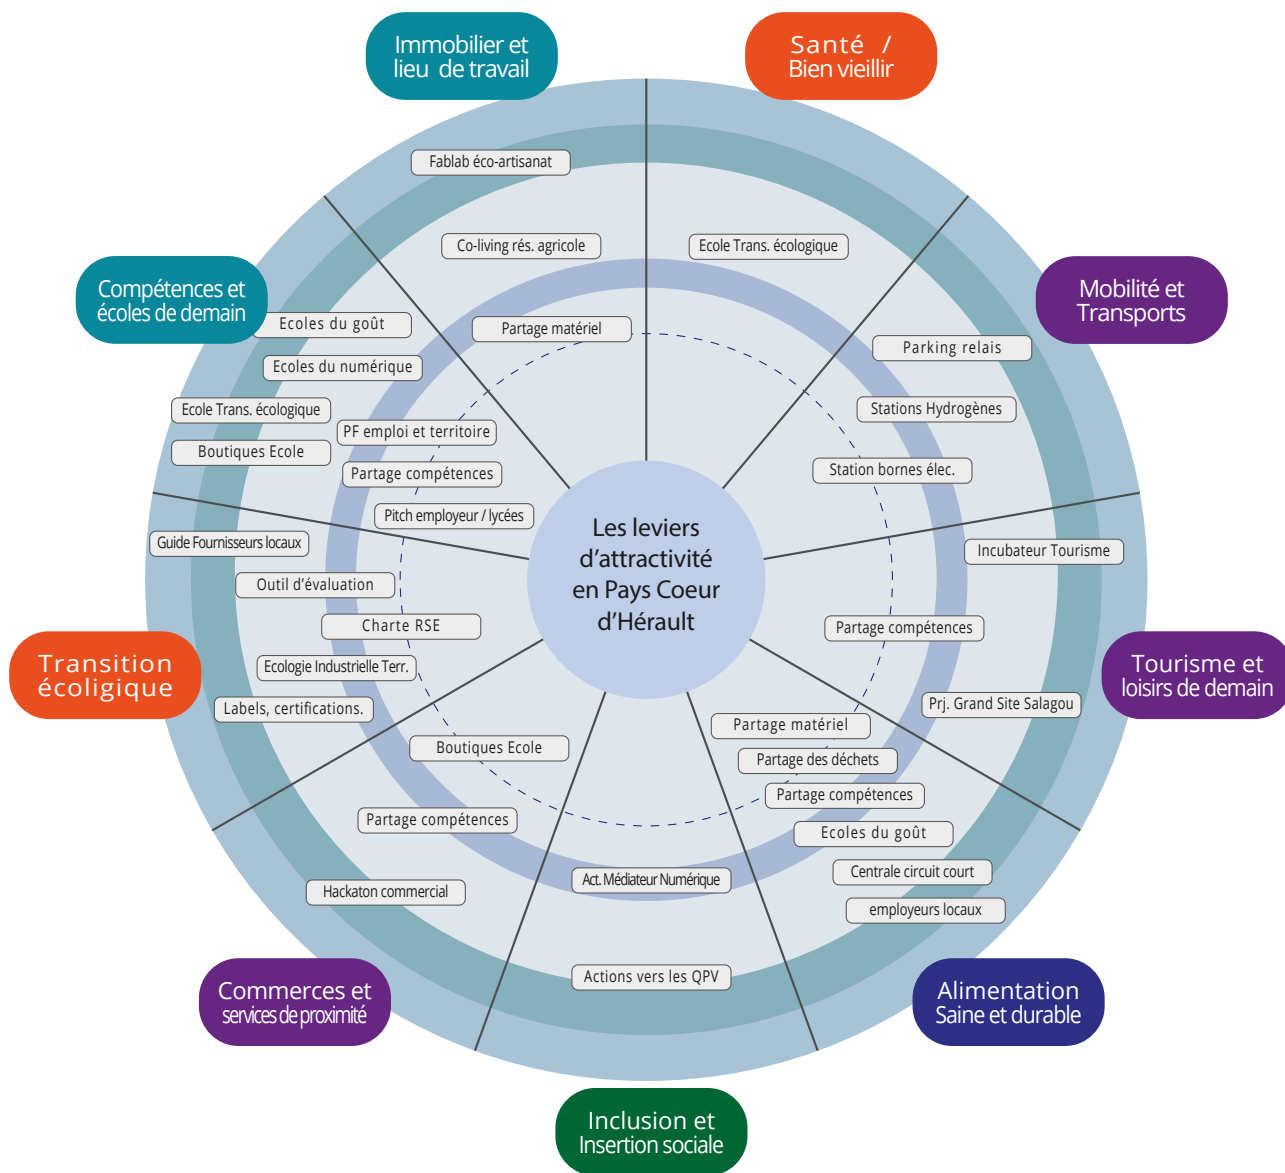 Immobilier et
lieu de travail
Santé /
Bien vieillir
Fablab éco-artisanat
Co-living rés. agricole
Ecole Trans. écologique
Compétences et
écoles de demain
Mobilité et
Transports
Ecoles du goût
Partage matériel
Parking relais
Ecoles du numérique
Ecole Trans. écologique
Stations Hydrogènes
PF emploi et territoire
Boutiques Ecole
Partage compétences
Station bornes élec.
Pitch employeur / lycées
Les leviers
d'attractivité
en Pays Coeur
d'Hérault
Guide Fournisseurs locaux
Incubateur Tourisme
Outil d'évaluation
Charte RSE
Partage compétences
Ecologie Industrielle Terr.
Transition
écoligique
Tourisme et
loisirs de demain
Labels, certifications.
Prj. Grand Site Salagou
Partage matériel
Boutiques Ecole
Partage des déchets
Partage compétences
Partage compétences
Ecoles du goût
Centrale circuit court
Act. Médiateur Numérique
Hackaton commercial
employeurs locaux
Actions vers les QPV
Commerces et
services de proximité
Alimentation
Saine et durable
Inclusion et
Insertion sociale